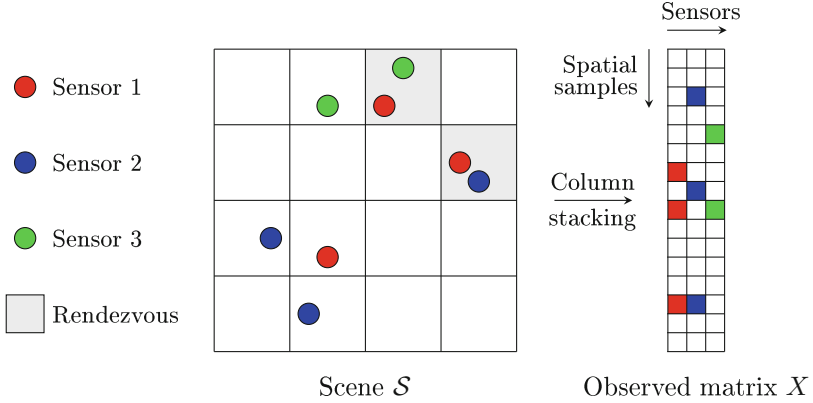 Sensors
Spatial
samples
Sensor 1
Sensor 2
Column
stacking
Sensor 3
Rendezvous
Scene 𝒮
Observed matrix X